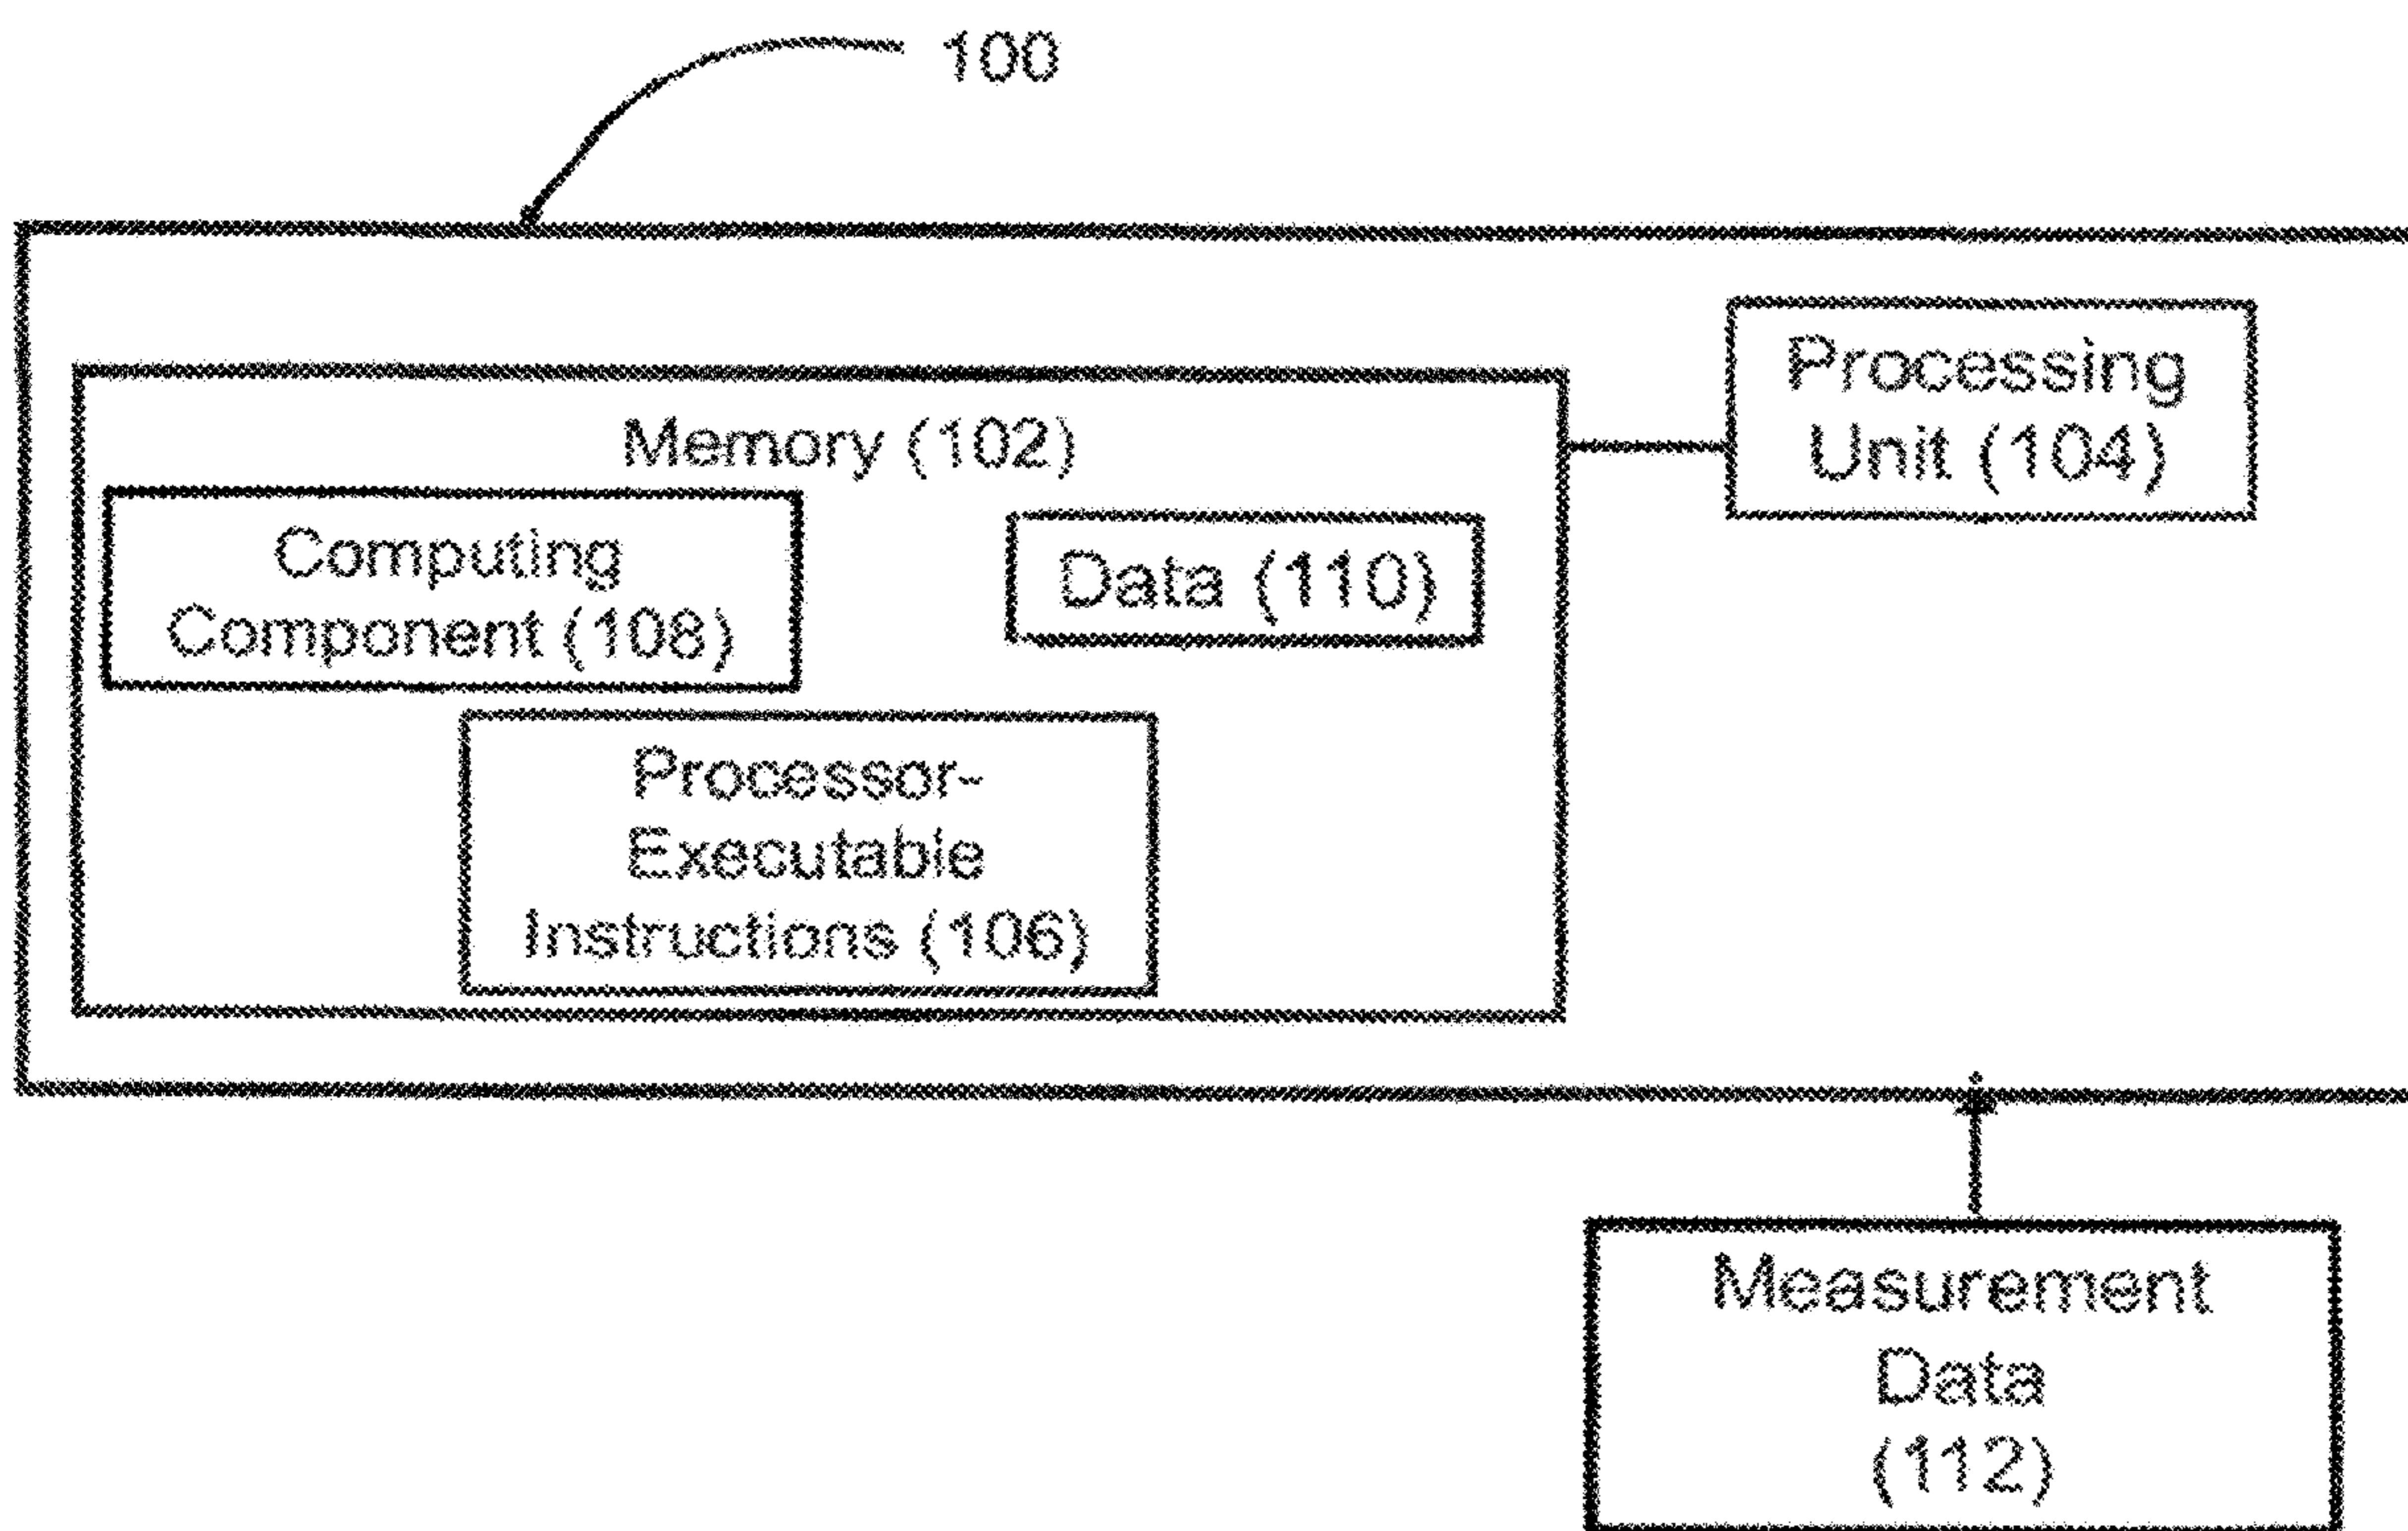 100
Processing
Unit (104)
Memory (102)
Computing
Component (108)
Data (110)
Processor-
Executable
Instructions (106)
Measurement
Data
(112)